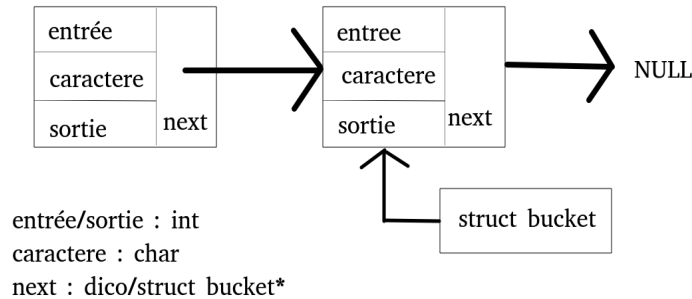 entrée
caractere
sortie
next
entree
caractere
sortie
next
NULL
struct bucket
entrée/sortie : int
caractere : char
next : dico/struct bucket*